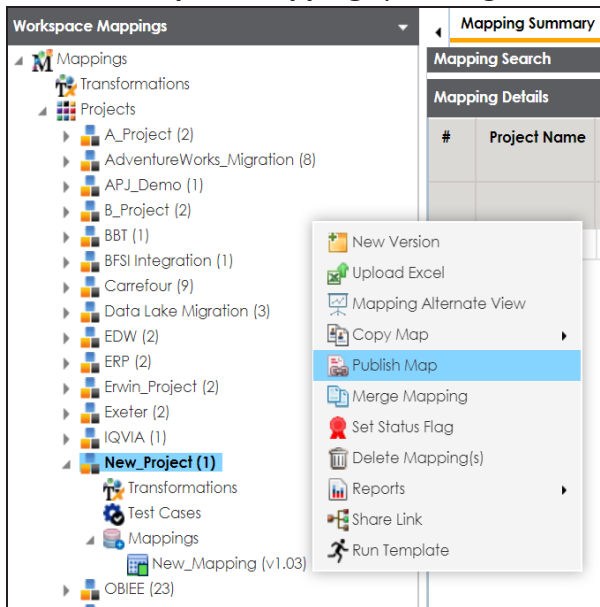 Workspace Mappings
Mappings
Transformations
Projects
A_Project (2)
AdventureWorks_Migration (8)
APJ_Demo (1)
B_Project (2)
BBT (1)
BFSI Integration (1)
Carrefour (9)
Data Lake Migration (3)
EDW (2)
ERP (2)
Erwin_Project (2)
Exeter (2)
IQVIA (1)
New_Project (1)
Transformations
Test Cases
Mappings
New_Mapping (v1.03)
OBIEE (23)
Mapping Summary
Mapping Search
Mapping Details
# Project Name
New Version
Upload Excel
Mapping Alternate View
Copy Map
Publish Map
Merge Mapping
Set Status Flag
Delete Mapping(s)
Reports
Share Link
Run Template